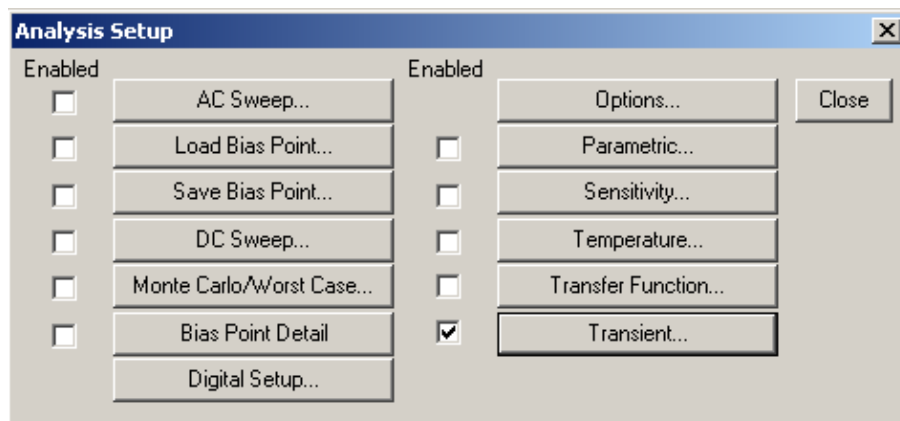 Analysis Setup
Enabled
Enabled
AC Sweep...
Options...
Close
Load Bias Point...
Parametric...
Save Bias Point...
Sensitivity...
DC Sweep...
Temperature...
Monte Carlo/Worst Case...
Transfer Function...
Bias Point Detail
Transient...
Digital Setup...